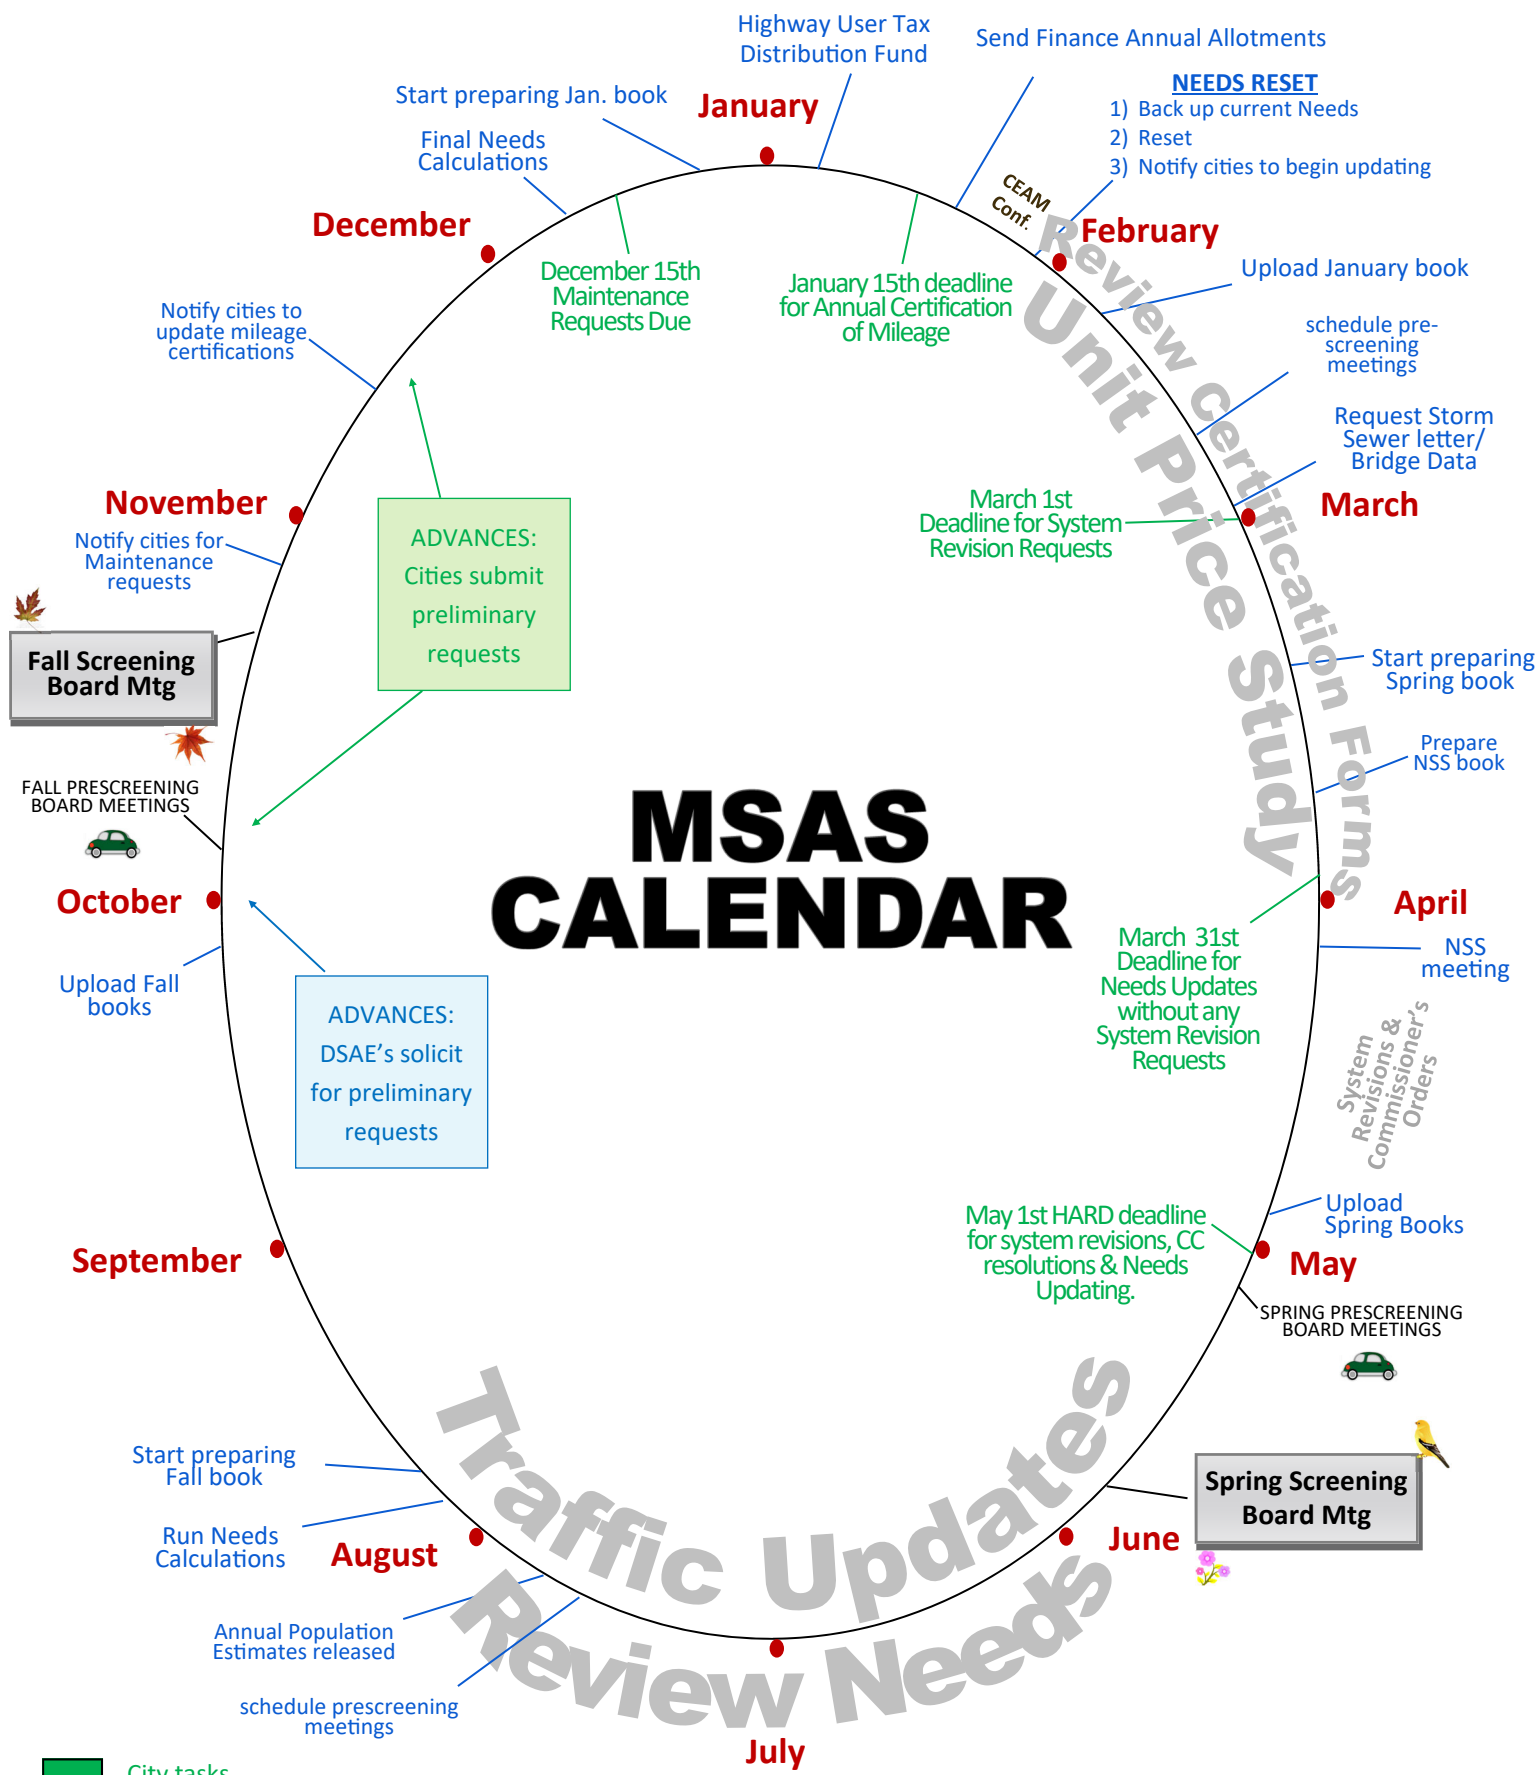 Highway User Tax
Distribution Fund
Send Finance Annual Allotments
NEEDS RESET
1) Back up current Needs
2) Reset
3) Notify cities to begin updating
Start preparing Jan. book
January
Final Needs
Calculations
CEAM
Conf.
December
February
Review Certification Forms
Unit Price Study
December 15th
Maintenance
Requests Due
January 15th deadline
for Annual Certification
of Mileage
Upload January book
Notify cities to
update mileage
certifications
schedule pre-
screening
meetings
Request Storm
Sewer letter/
Bridge Data
November
March
March 1st
Deadline for System
Revision Requests
Notify cities for
Maintenance
requests
ADVANCES:
Cities submit
preliminary
requests
Fall Screening
Board Mtg
Start preparing
Spring book
Prepare
NSS book
FALL PRESCREENING
BOARD MEETINGS
MSAS
CALENDAR
October
April
March 31st
Deadline for
Needs Updates
without any
System Revision
Requests
NSS
meeting
Upload Fall
books
ADVANCES:
DSAE's solicit
for preliminary
requests
System
Revisions &
Commissioner's
Orders
May 1st HARD deadline
for system revisions, CC
resolutions & Needs
Updating.
Upload
Spring Books
September
May
SPRING PRESCREENING
BOARD MEETINGS
Traffic Updates
Review Needs
Start preparing
Fall book
Spring Screening
Board Mtg
Run Needs
Calculations
August
June
Annual Population
Estimates released
schedule prescreening
meetings
July
City tasks